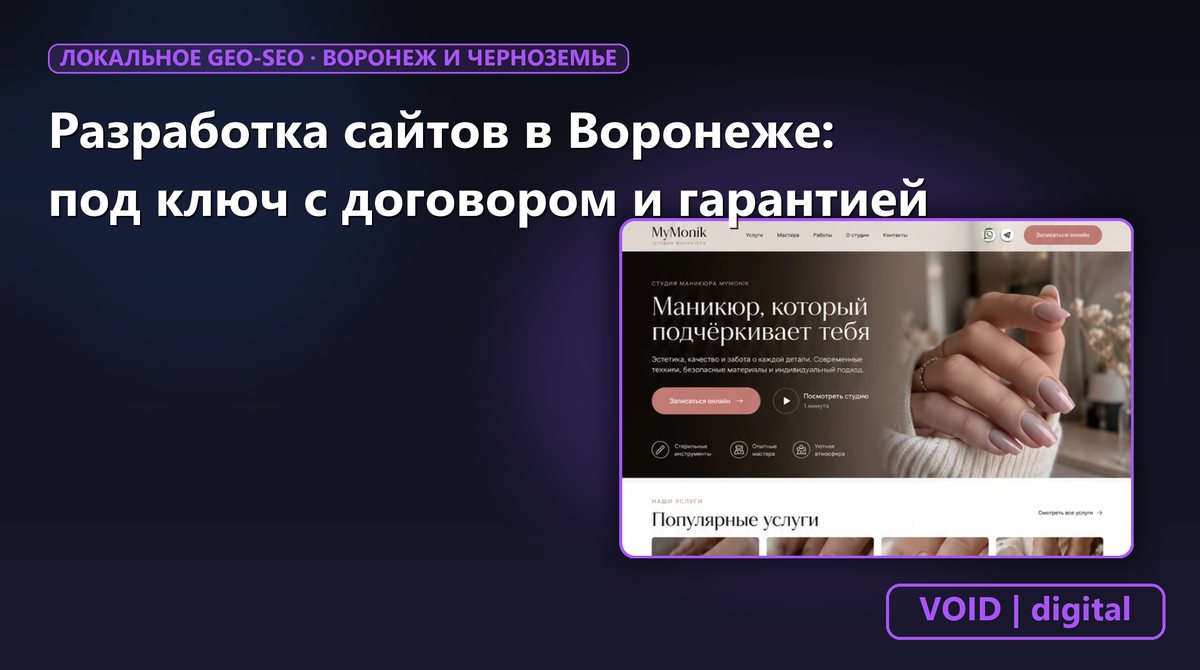 ЛОКАЛЬНОЕ GEO-SEO · ВОРОНЕЖ И ЧЕРНОЗЕМЬЕ
Разработка сайтов в Воронеже:
под ключ с договором и гарантией
MyMonik
СТУДИЯ МАНИКЮРА
Услуги
Мастера
Работы
О студии
Контакты
Записаться онлайн
СТУДИЯ МАНИКЮРА MYMONIK
Маникюр, который
подчёркивает тебя
Эстетика, качество и забота о каждой детали. Современные
техники, безопасные материалы и индивидуальный подход.
Записаться онлайн →
Посмотреть студию
1 минута
Стерильные
инструменты
Опытные
мастера
Уютная
атмосфера
НАШИ УСЛУГИ
Популярные услуги
Смотреть все услуги →
VOID | digital